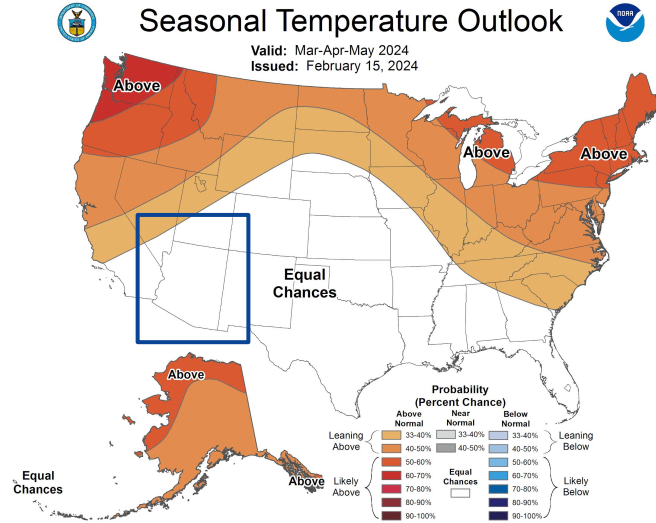 Seasonal Temperature Outlook
NOAA
Valid: Mar-Apr-May 2024
Issued: February 15, 2024
Above
Above
Above
Equal
Chances
Above
Above
Equal
Chances
Probability
(Percent Chance)
Above
Normal
Near
Normal
Below
Normal
Leaning
Above
33-40%
33-40%
33-40%
Leaning
Below
40-50%
40-50%
40-50%
Likely
Above
50-60%
50-60%
60-70%
Equal
Chances
60-70%
70-80%
70-80%
80-90%
80-90%
90-100%
90-100%
Likely
Below